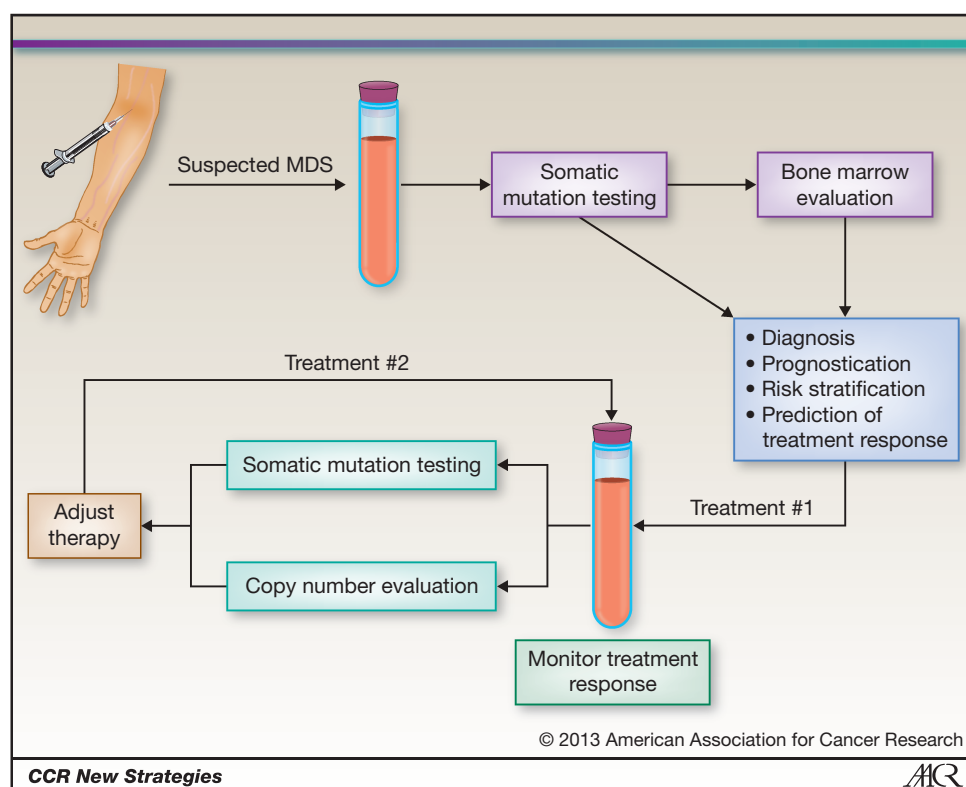 Suspected MDS
Somatic
mutation testing
Bone marrow
evaluation
• Diagnosis
• Prognostication
• Risk stratification
• Prediction of
treatment response
Treatment #2
Somatic mutation testing
Treatment #1
Adjust
therapy
Copy number evaluation
Monitor treatment
response
© 2013 American Association for Cancer Research
CCR New Strategies
AACR